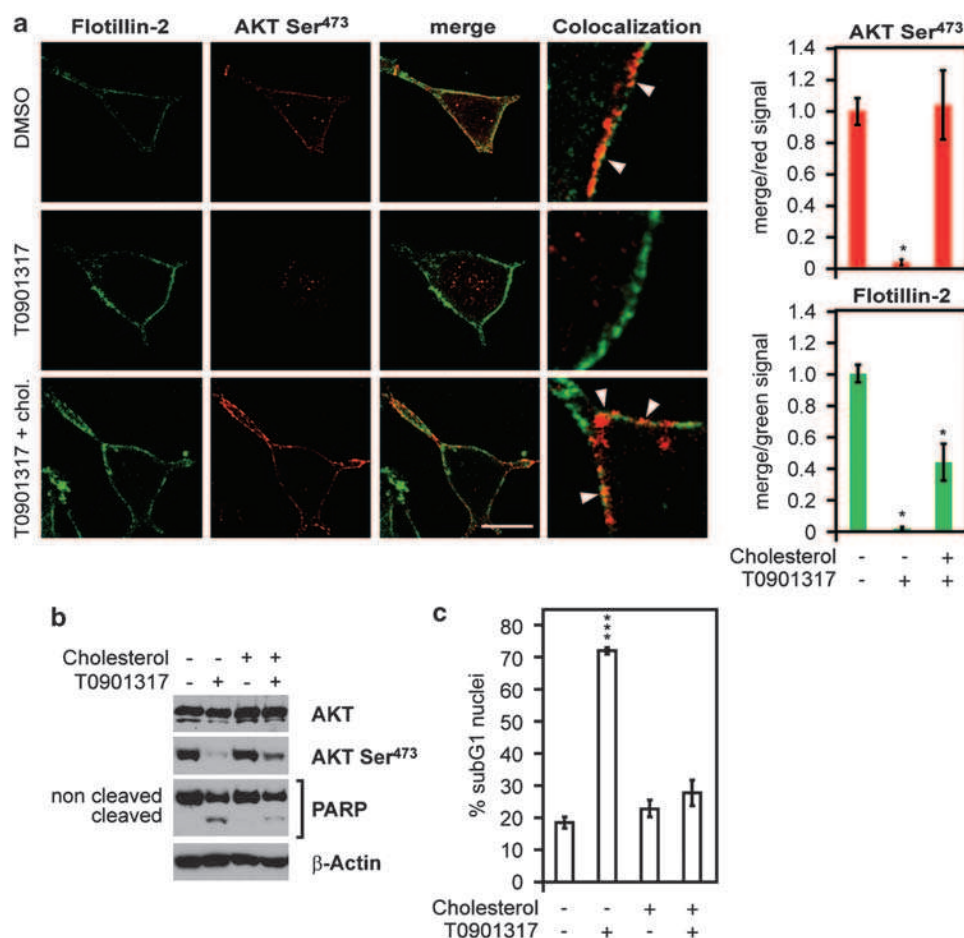 a
Flotillin-2 AKT Ser473 merge Colocalization
DMSO
T0901317
T0901317 + chol.
AKT Ser473
merge/red signal
1.4
1.2
1.0
0.8
0.6
0.4
0.2
0
*
Flotillin-2
merge/green signal
1.4
1.2
1.0
0.8
0.6
0.4
0.2
0
*
*
Cholesterol - - +
T0901317 - + +
b
Cholesterol - - + +
T0901317 - + - +
AKT
AKT Ser473
non cleaved
cleaved
PARP
β-Actin
c
% subG1 nuclei
80
70
60
50
40
30
20
10
0
***
Cholesterol - - + +
T0901317 - + - +